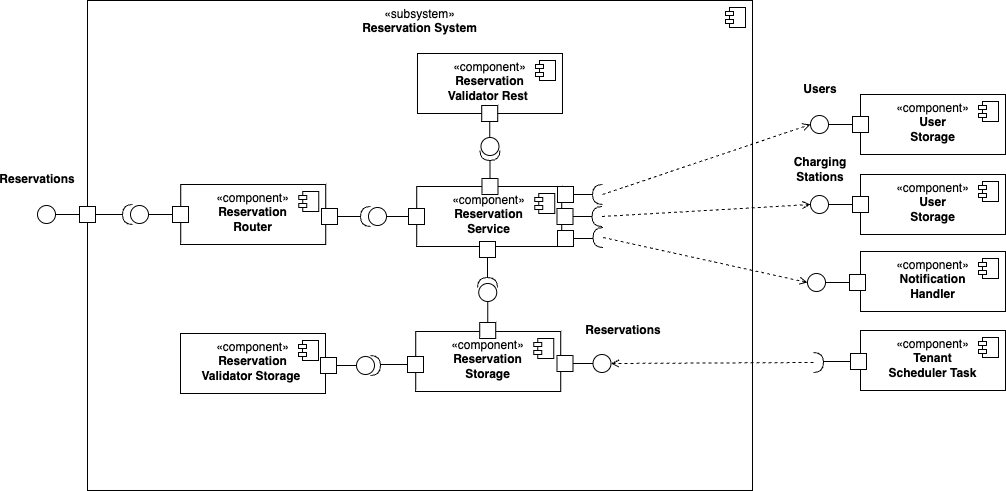 «subsystem»
Reservation System
«component»
Reservation
Validator Rest
Users
«component»
User
Storage
Charging
Stations
«component»
User
Storage
Reservations
«component»
Reservation
Router
«component»
Reservation
Service
«component»
Notification
Handler
Reservations
«component»
Reservation
Validator Storage
«component»
Reservation
Storage
«component»
Tenant
Scheduler Task